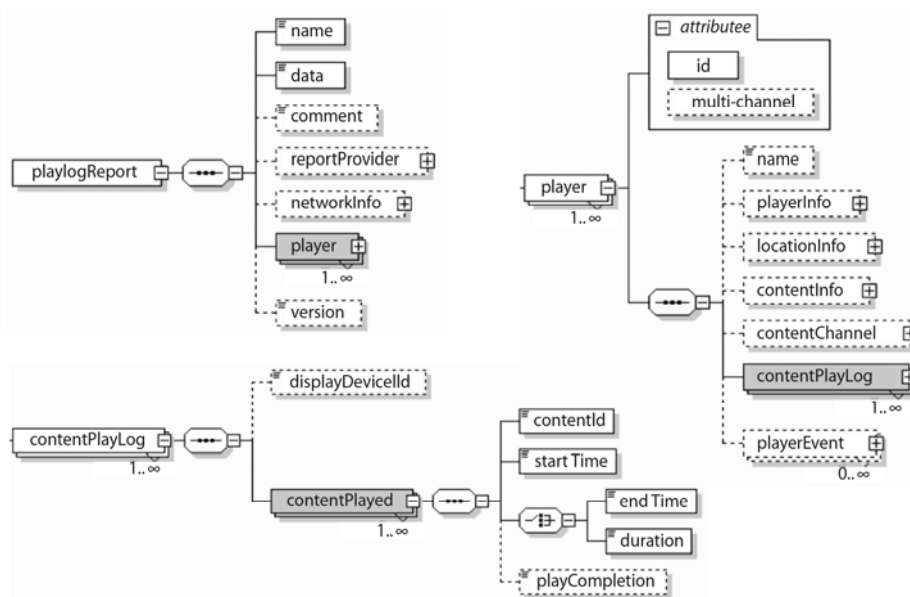 playlogReport
name
data
comment
reportProvider
networkInfo
player
1.. ∞
version
player
1.. ∞
attributee
id
multi-channel
name
playerInfo
locationInfo
contentInfo
contentChannel
contentPlayLog
1.. ∞
playerEvent
0.. ∞
contentPlayLog
1.. ∞
displayDeviceId
contentPlayed
1.. ∞
contentId
start Time
end Time
duration
playCompletion